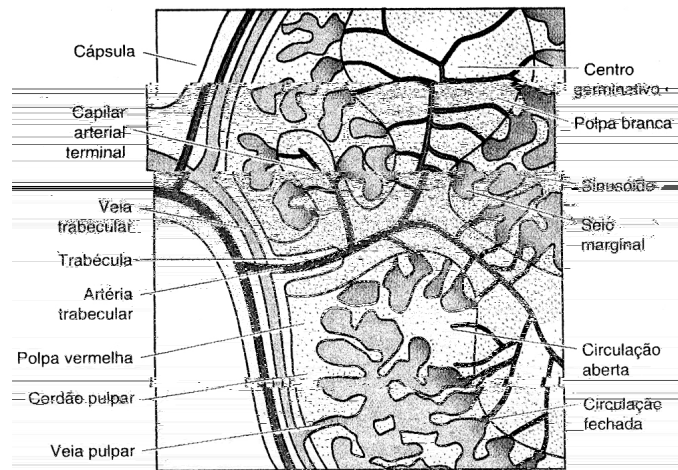 Cápsula
Capilar
arterial
terminal
Veia
trabecular
Trabécula
Artéria
trabecular
Polpa vermelha
Cordão pulpar
Veia pulpar
Centro
germinativo
Polpa branca
Sinusóide
Seio
marginal
Circulação
aberta
Circulação
fechada